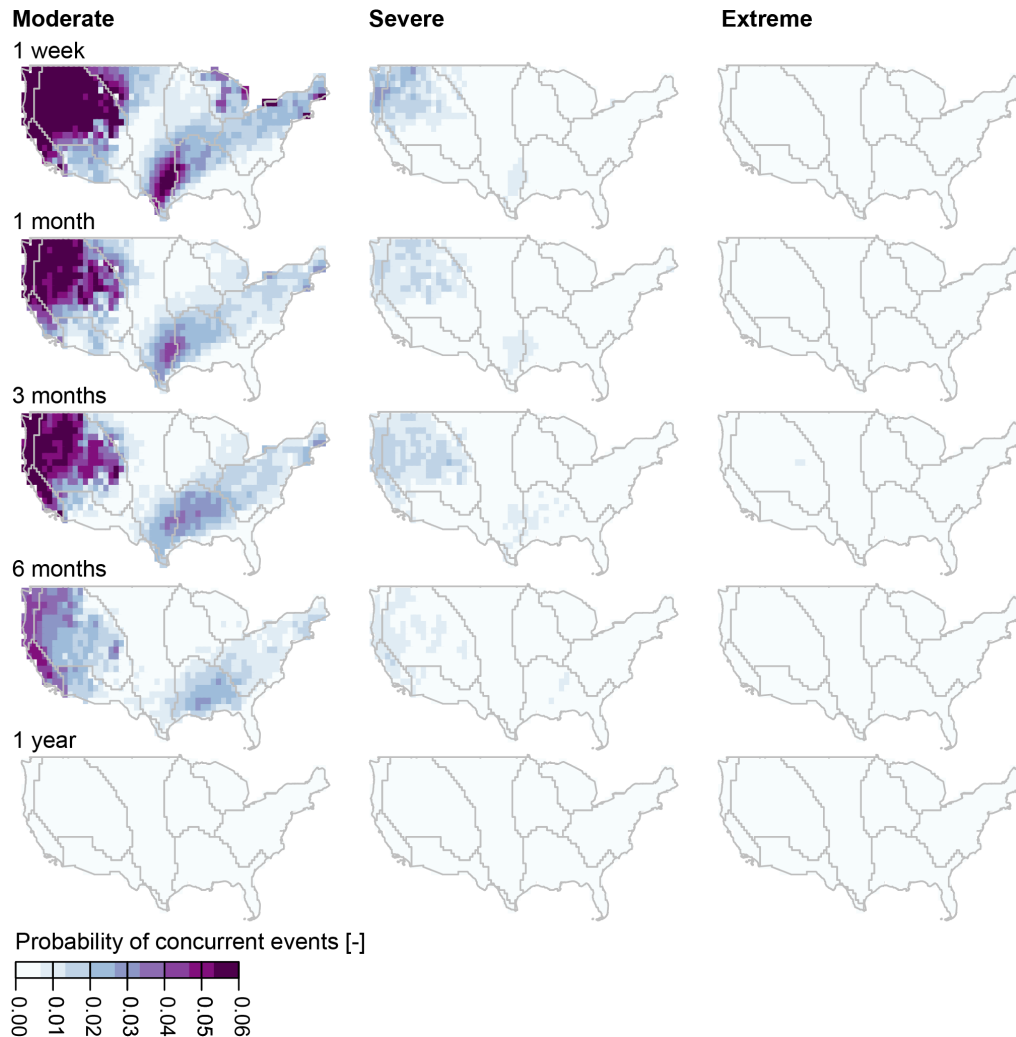 Moderate Severe Extreme
1 week
1 month
3 months
6 months
1 year
Probability of concurrent events [-]
0.00 0.01 0.02 0.03 0.04 0.05 0.06